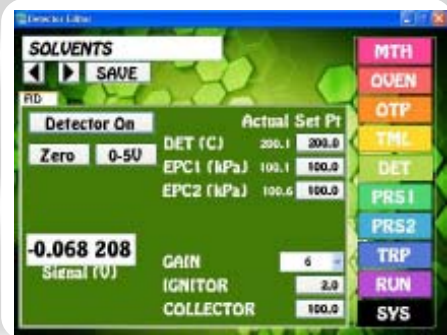 Detector Editor
SOLVENTS
SAVE
AD
Detector On
Zero 0-5V
Actual Set Pt
DET (C) 200.1 200.0
EPC1 (kPa) 100.1 100.0
EPC2 (kPa) 100.6 100.0
-0.068 208
Signal (V)
GAIN 6
IGNITOR 2.0
COLLECTOR 100.0
MTH
OVEN
OTP
TML
DET
PRS1
PRS2
TRP
RUN
SYS